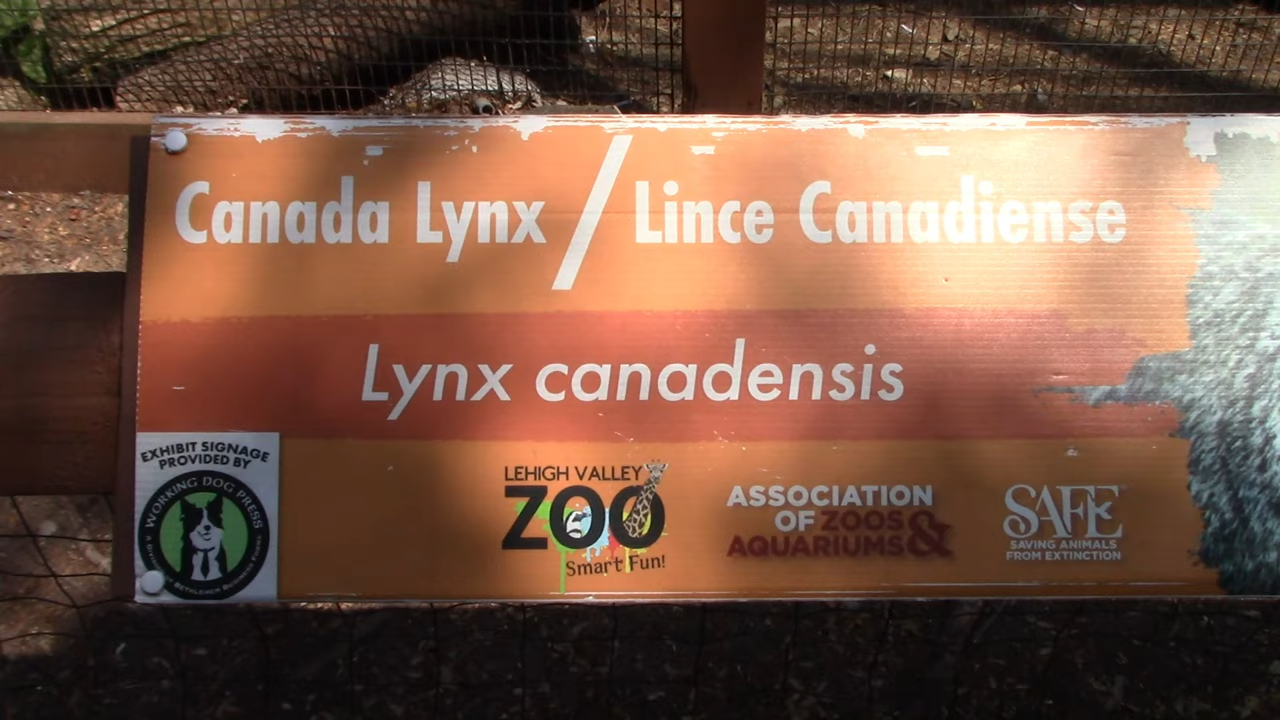 Canada Lynx / Lince Canadiense
Lynx canadensis
EXHIBIT SIGNAGE
PROVIDED BY
WORKING DOG PRESS
LEHIGH VALLEY
ZOO
Smart Fun!
ASSOCIATION
OF ZOOS
AQUARIUMS &
SAFE
SAVING ANIMALS
FROM EXTINCTION